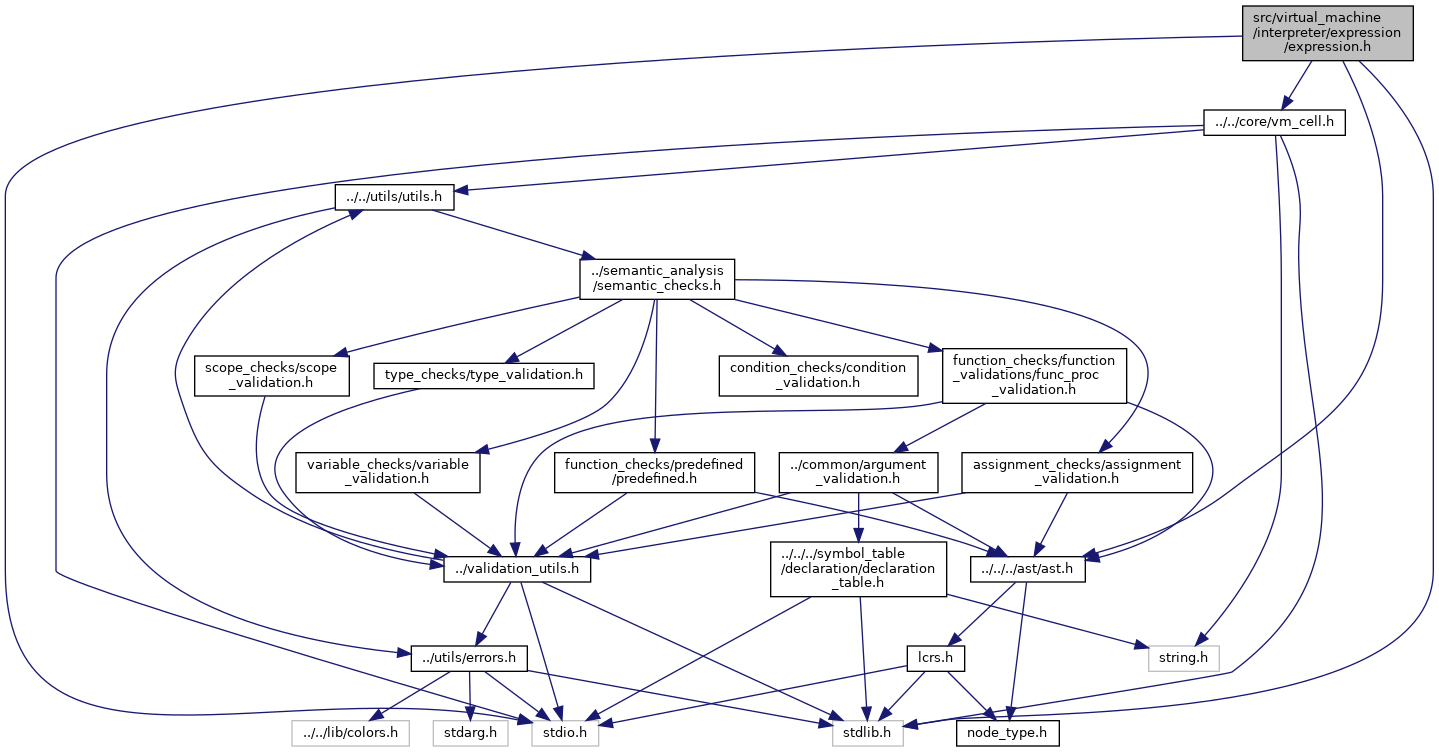 src/virtual_machine
/interpreter/expression
/expression.h
../../core/vm_cell.h
../../utils/utils.h
../semantic_analysis
/semantic_checks.h
scope_checks/scope
_validation.h
type_checks/type_validation.h
condition_checks/condition
_validation.h
function_checks/function
_validations/func_proc
_validation.h
variable_checks/variable
_validation.h
function_checks/predefined
/predefined.h
../common/argument
_validation.h
assignment_checks/assignment
_validation.h
../validation_utils.h
../../../symbol_table
/declaration/declaration
_table.h
../../../ast/ast.h
../utils/errors.h
lcrs.h
string.h
../../lib/colors.h
stdarg.h
stdio.h
stdlib.h
node_type.h